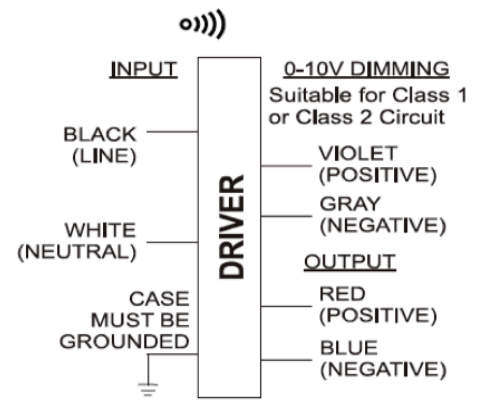 INPUT
BLACK
(LINE)
WHITE
(NEUTRAL)
CASE
MUST BE
GROUNDED
DRIVER
0-10V DIMMING
Suitable for Class 1
or Class 2 Circuit
VIOLET
(POSITIVE)
GRAY
(NEGATIVE)
OUTPUT
RED
(POSITIVE)
BLUE
(NEGATIVE)